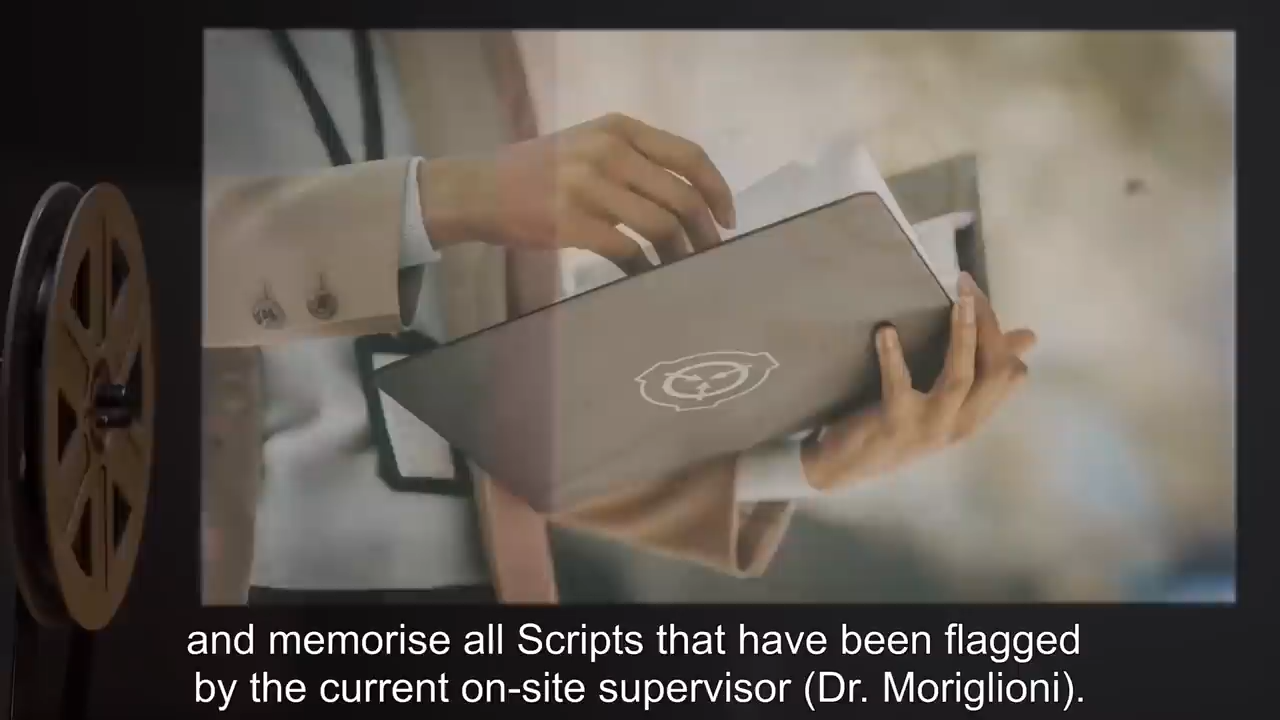 and memorise all Scripts that have been flagged
by the current on-site supervisor (Dr. Moriglioni).